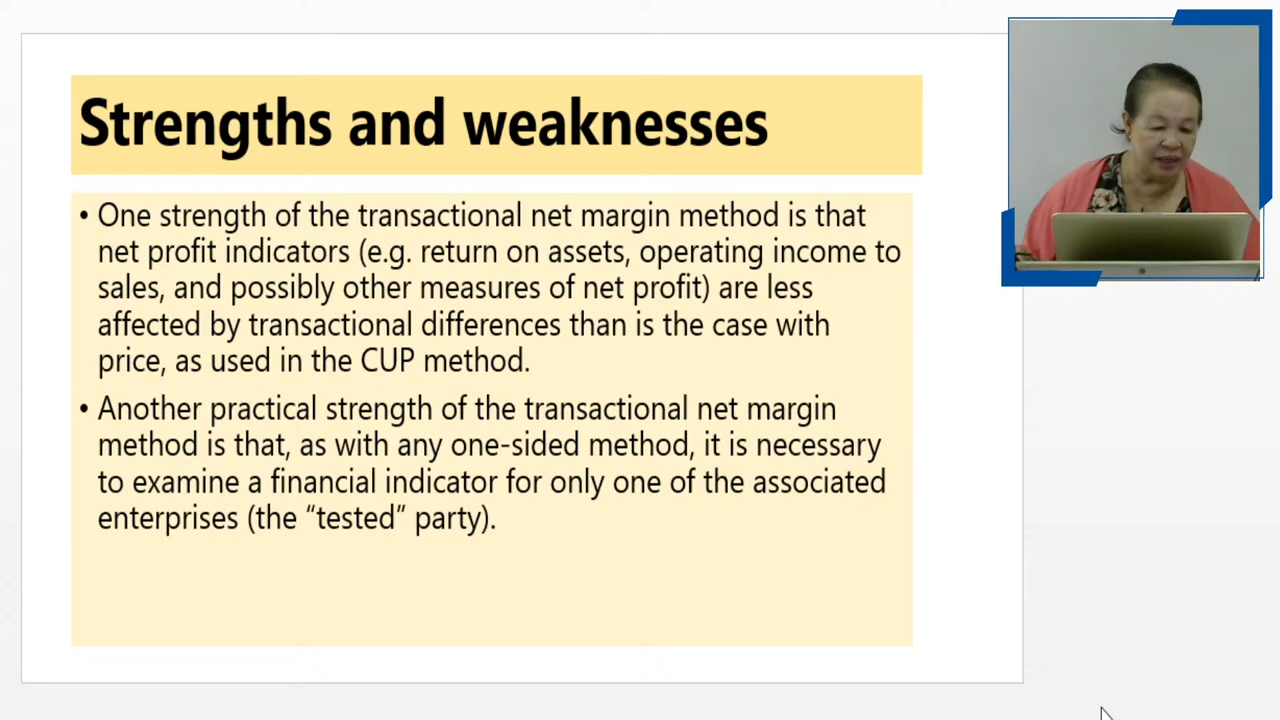 Strengths and weaknesses
• One strength of the transactional net margin method is that
net profit indicators (e.g. return on assets, operating income to
sales, and possibly other measures of net profit) are less
affected by transactional differences than is the case with
price, as used in the CUP method.
• Another practical strength of the transactional net margin
method is that, as with any one-sided method, it is necessary
to examine a financial indicator for only one of the associated
enterprises (the “tested” party).